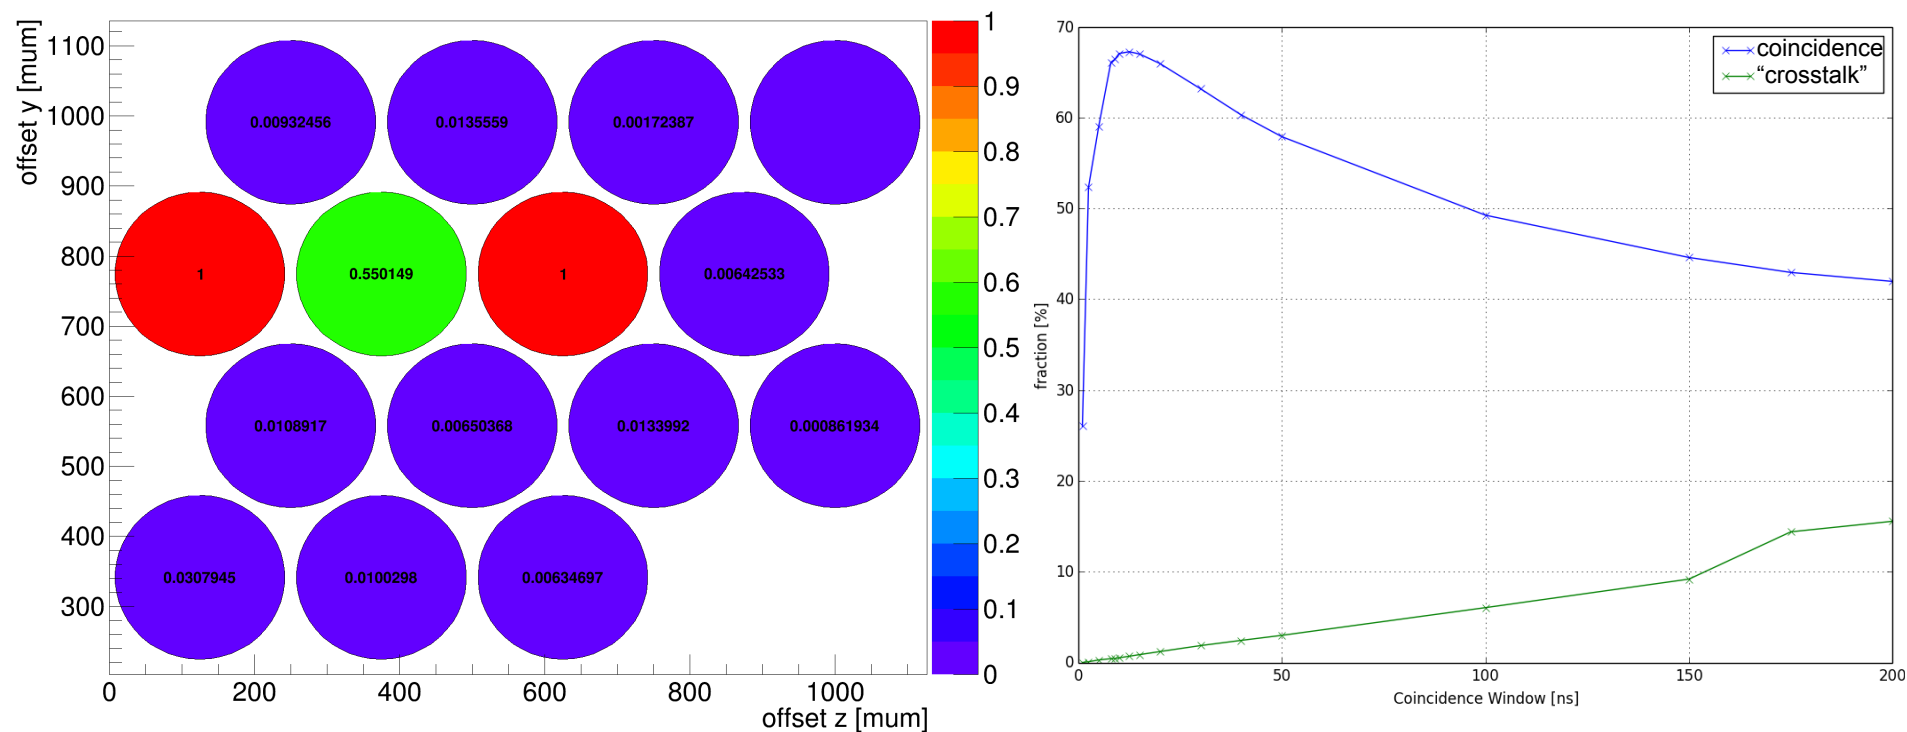 offset y [mum]
1100
1000
900
800
700
600
500
400
300
0.00932456 0.0135559 0.00172387
1 0.550149 1 0.00642533
0.0108917 0.00650368 0.0133992 0.000861934
0.0307945 0.0100298 0.00634697
0 200 400 600 800 1000
offset z [mum]
1
0.9
0.8
0.7
0.6
0.5
0.4
0.3
0.2
0.1
0
fraction [%]
70
60
50
40
30
20
10
0
coincidence
“crosstalk”
0 50 100 150 200
Coincidence Window [ns]